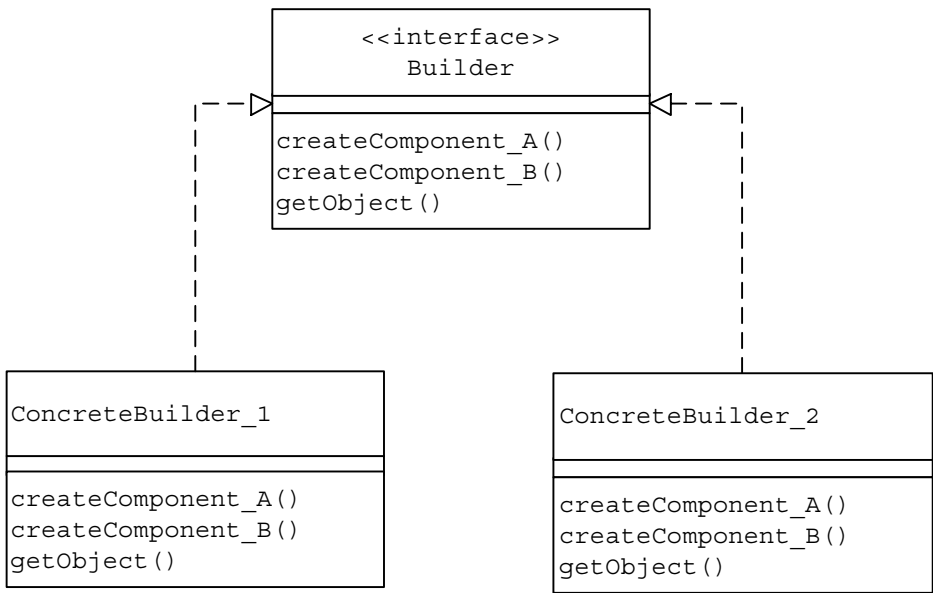 <<interface>>
Builder
createComponent_A()
createComponent_B()
getObject()
ConcreteBuilder_1
createComponent_A()
createComponent_B()
getObject()
ConcreteBuilder_2
createComponent_A()
createComponent_B()
getObject()